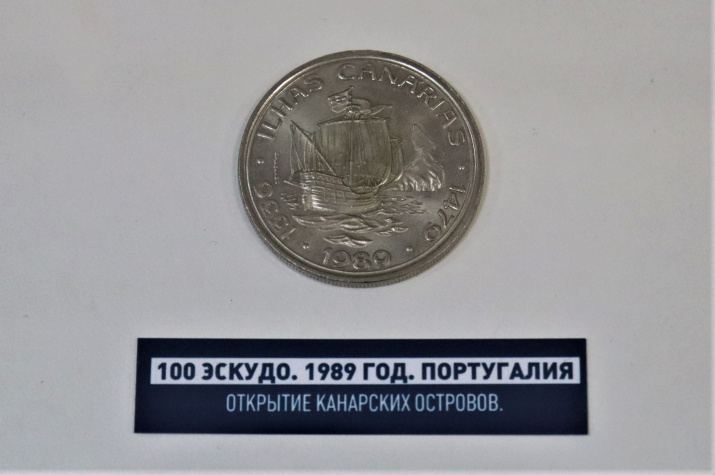 · ILHAS CANARIAS ·
1336 · 1989 · 1479
100 ЭСКУДО. 1989 ГОД. ПОРТУГАЛИЯ
ОТКРЫТИЕ КАНАРСКИХ ОСТРОВОВ.